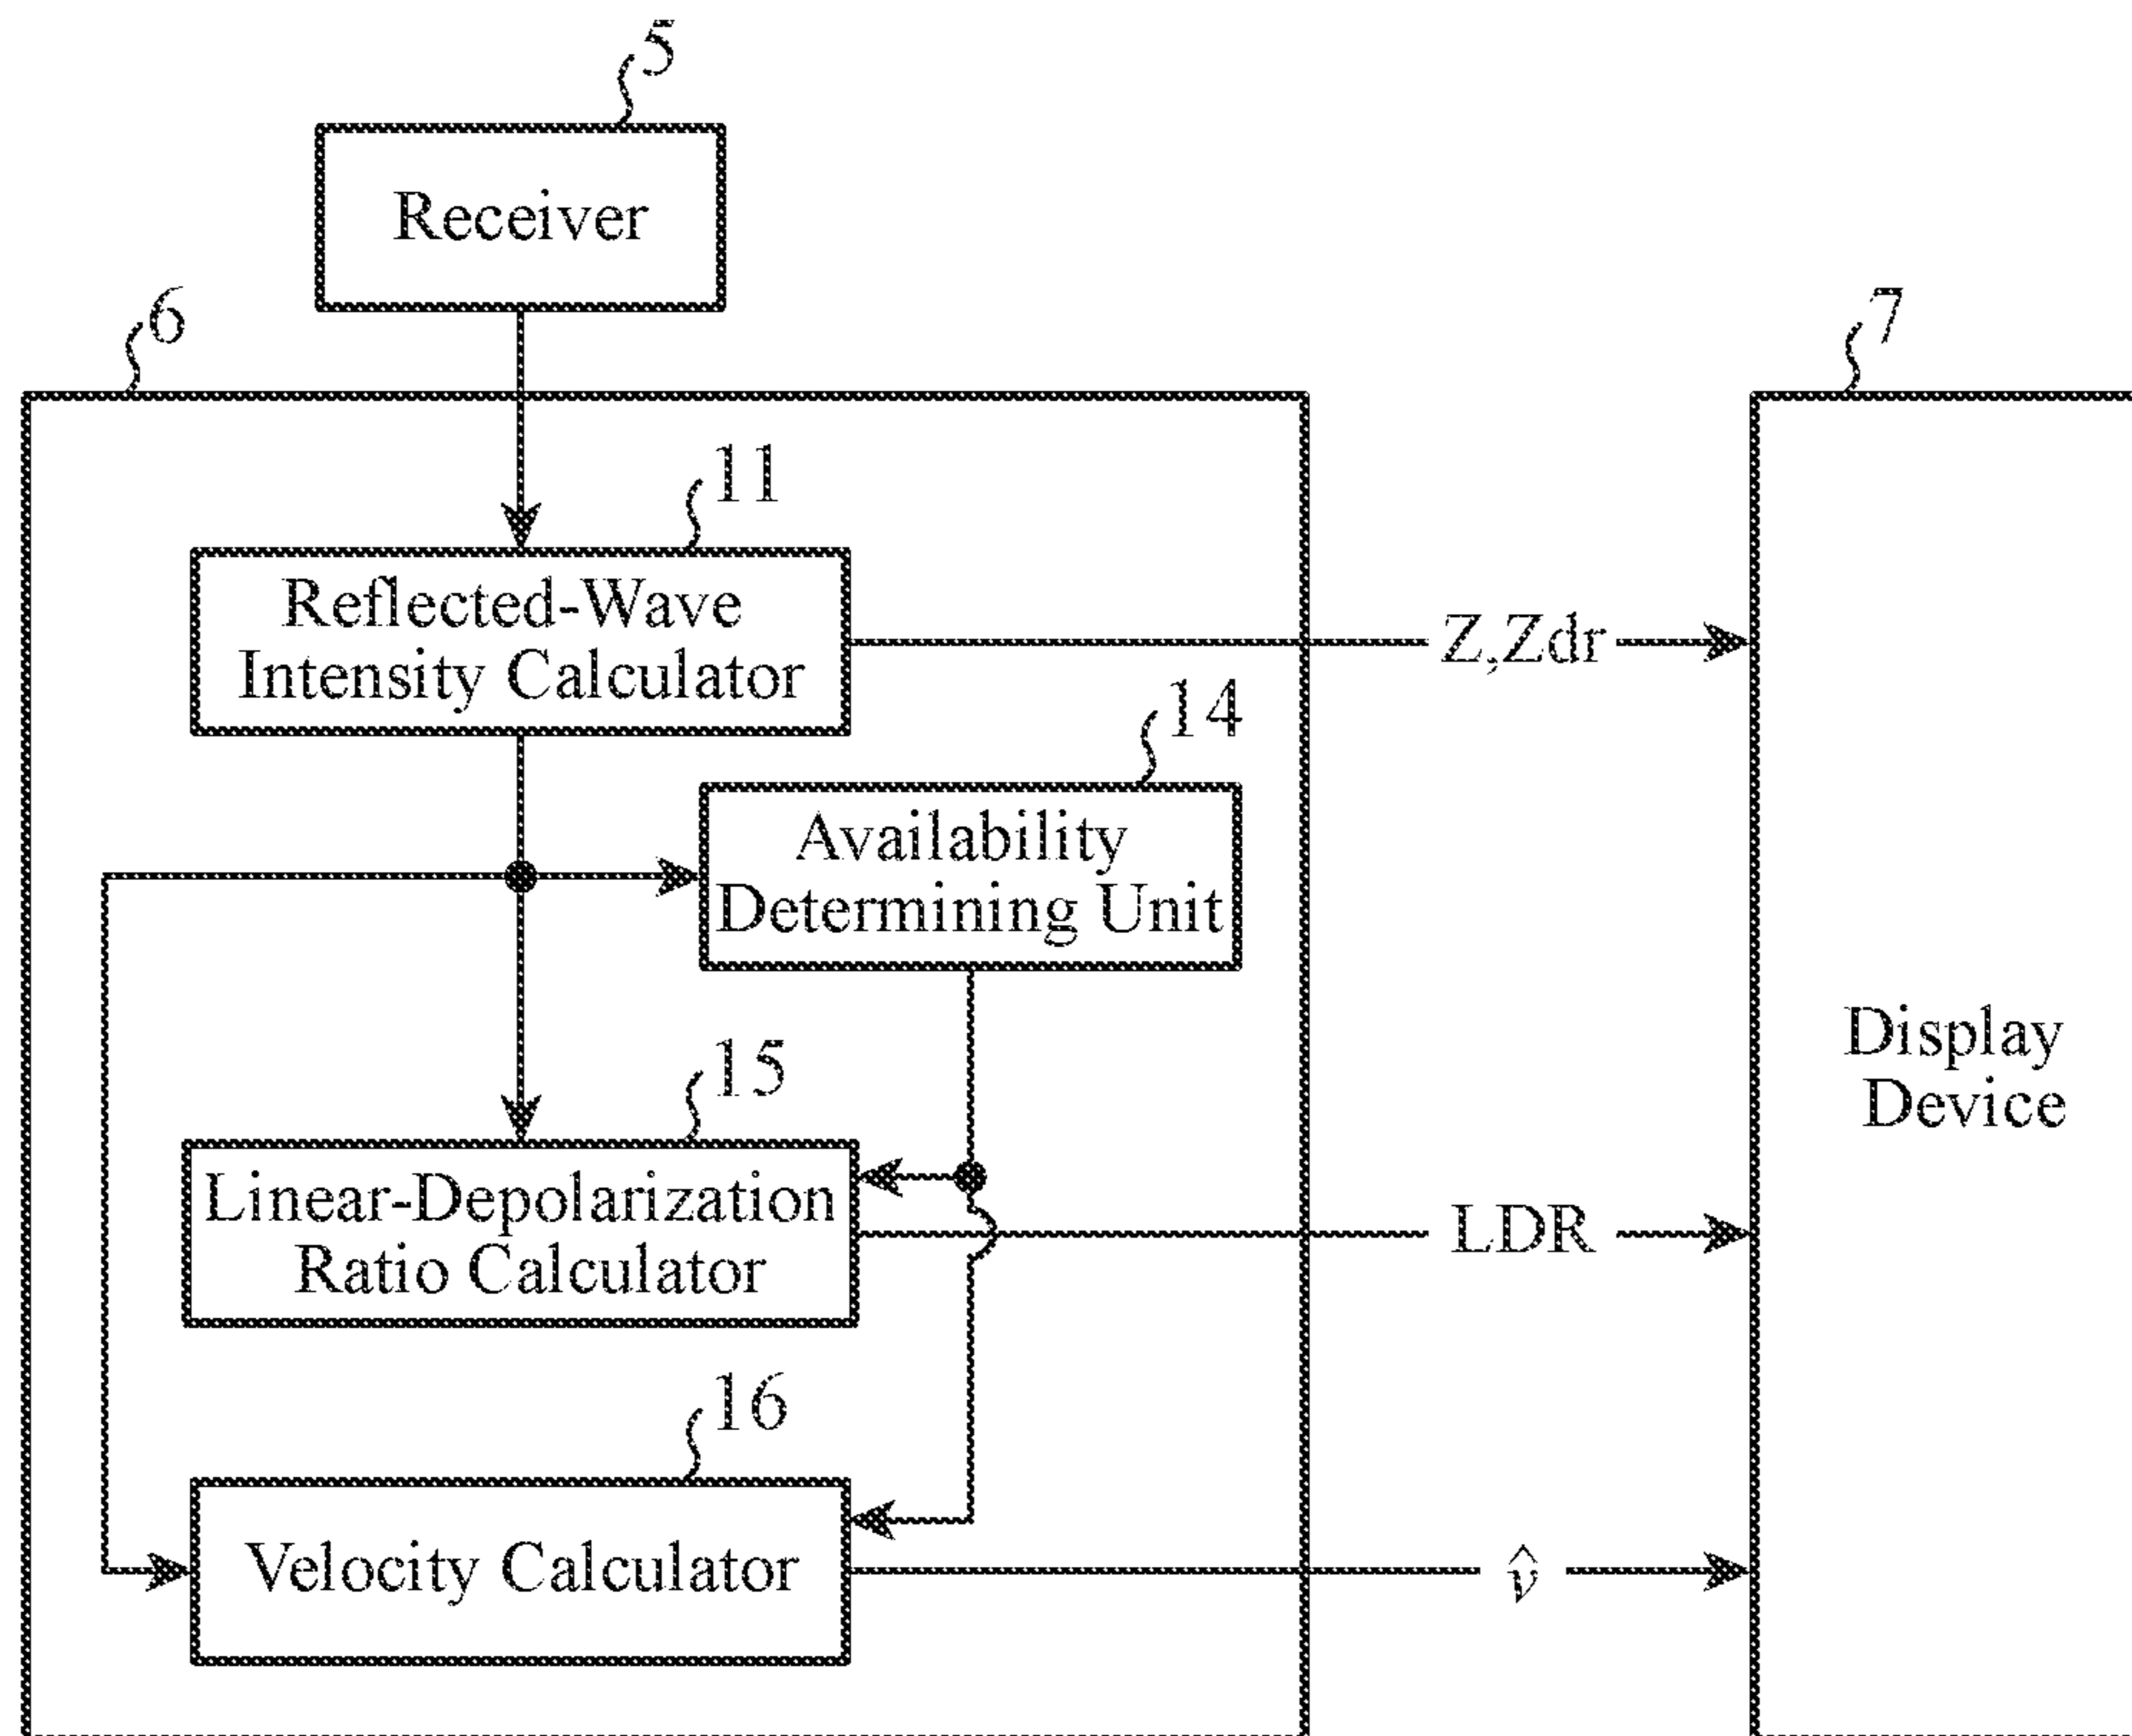 5
Receiver
6
7
11
Reflected-Wave
Intensity Calculator
Z,Zdr
14
Availability
Determining Unit
Display
Device
15
Linear-Depolarization
Ratio Calculator
LDR
16
Velocity Calculator
v̂